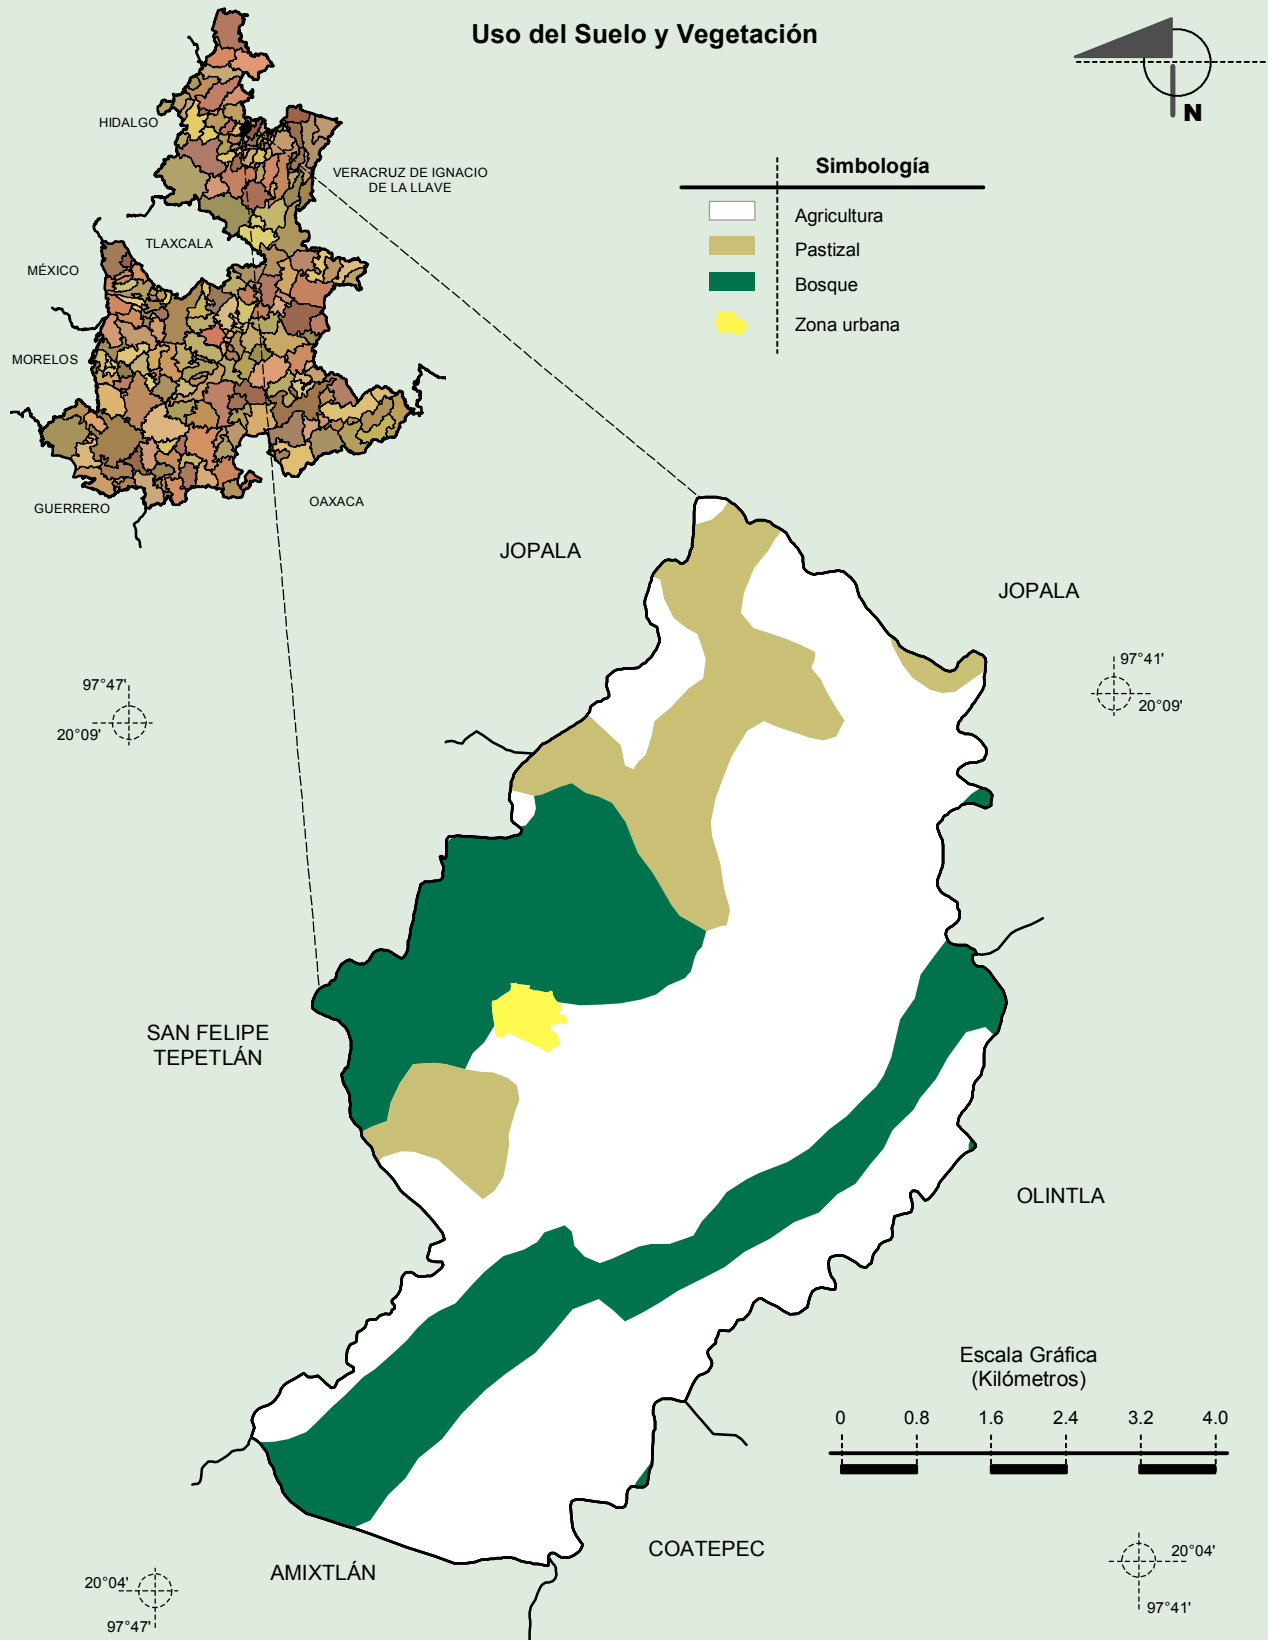 Uso del Suelo y Vegetación
N
HIDALGO
VERACRUZ DE IGNACIO
DE LA LLAVE
TLAXCALA
MÉXICO
MORELOS
GUERRERO
OAXACA
Simbología
Agricultura
Pastizal
Bosque
Zona urbana
JOPALA
JOPALA
97°47'
20°09'
97°41'
20°09'
SAN FELIPE
TEPETLÁN
OLINTLA
Escala Gráfica
(Kilómetros)
0 0.8 1.6 2.4 3.2 4.0
COATEPEC
AMIXTLÁN
20°04'
97°47'
20°04'
97°41'